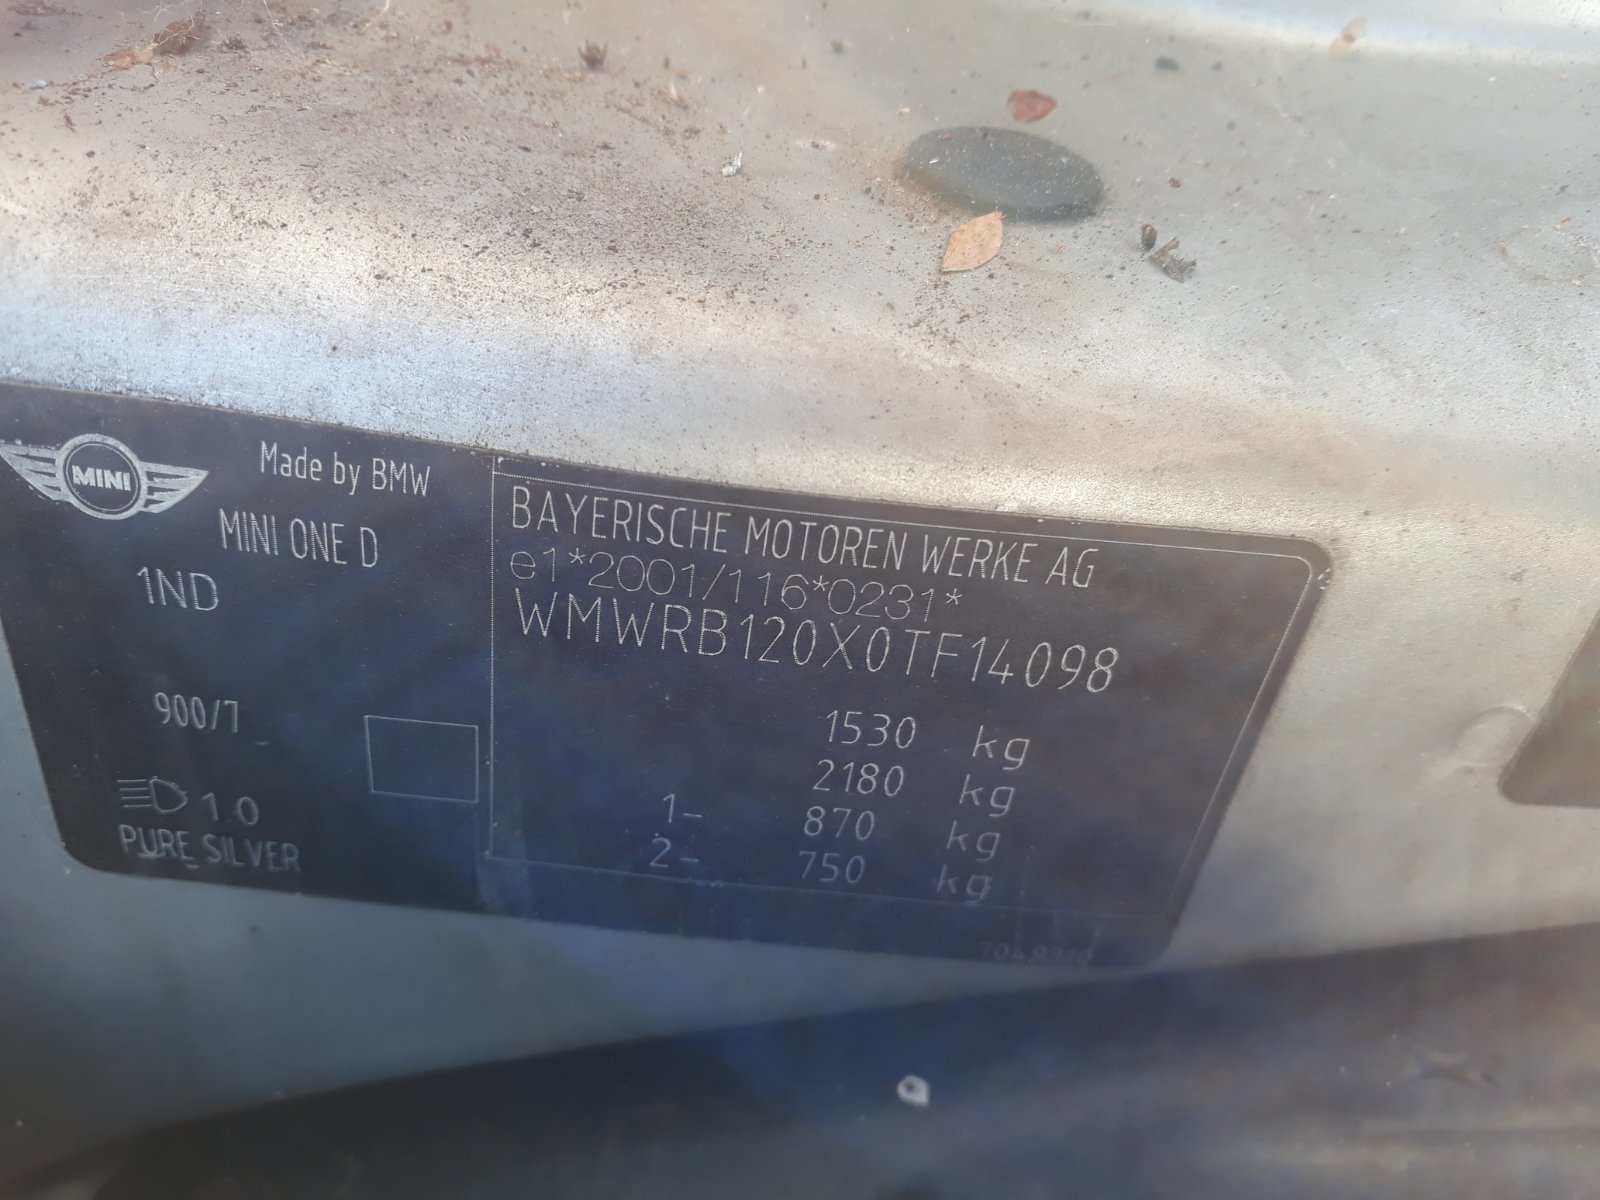 MINI
Made by BMW
MINI ONE D
1ND
900/7
1.0
PURE SILVER
BAYERISCHE MOTOREN WERKE AG
e1*2001/116*0231*
WMWRB120X0TF14098
1530 kg
2180 kg
1- 870 kg
2- 750 kg